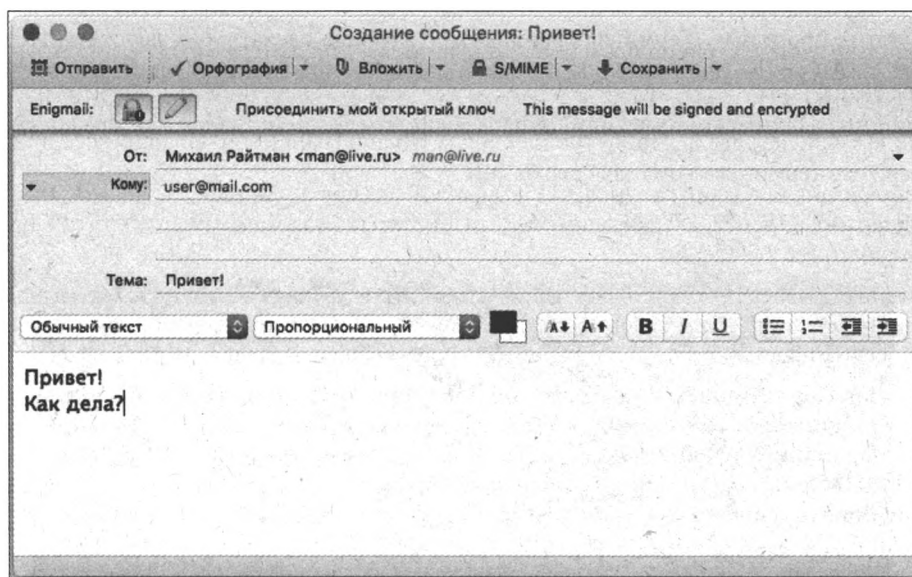 Создание сообщения: Привет!
Отправить Орфография Вложить S/MIME Сохранить
Enigmail: Присоединить мой открытый ключ This message will be signed and encrypted
От: Михаил Райтман <man@live.ru> man@live.ru
Кому: user@mail.com
Тема: Привет!
Обычный текст Пропорциональный A A B I U
Привет!
Как дела?